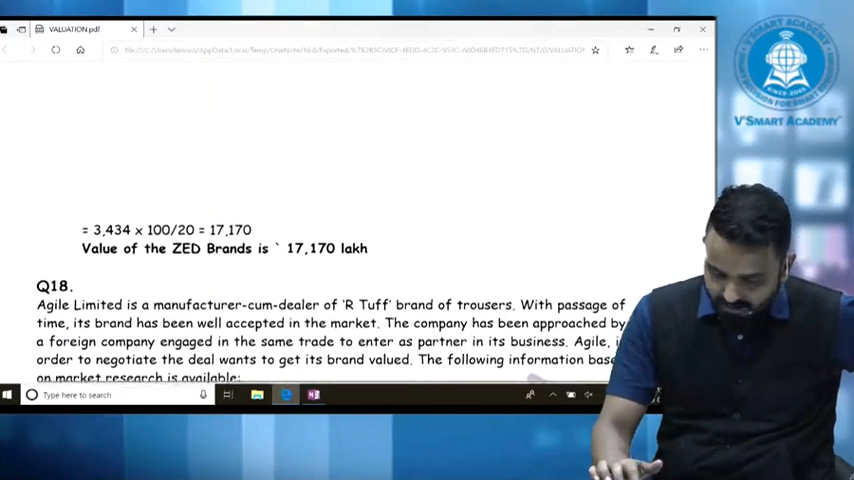 VALUATION.pdf
V'SMART ACADEMY
SINCE-2006
= 3,434 x 100/20 = 17,170
Value of the ZED Brands is ` 17,170 lakh
Q18.
Agile Limited is a manufacturer-cum-dealer of 'R Tuff' brand of trousers. With passage of
time, its brand has been well accepted in the market. The company has been approached by
a foreign company engaged in the same trade to enter as partner in its business. Agile, i
order to negotiate the deal wants to get its brand valued. The following information base
on market research is available:
Type here to search